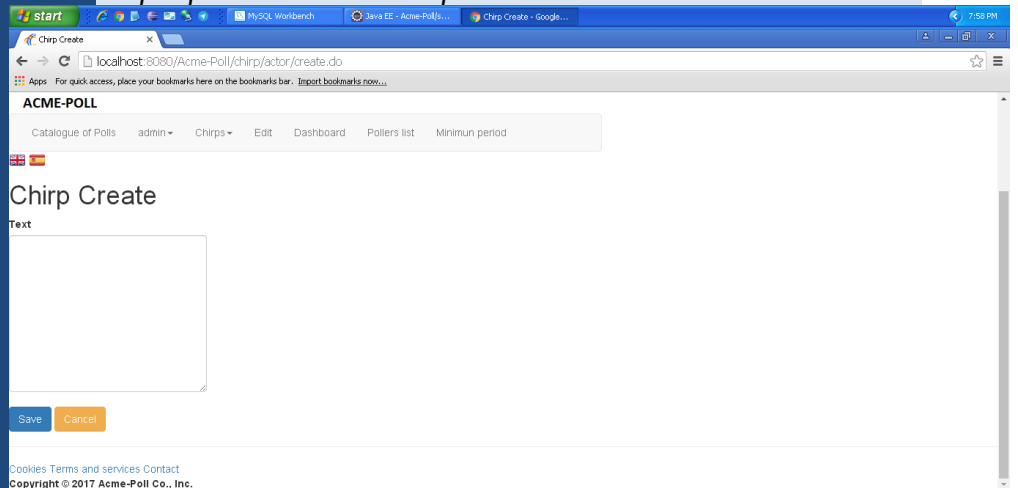 start MySQL Workbench Java EE - Acme-Poll/s... Chirp Create - Google... 7:58 PM
Chirp Create
localhost:8080/Acme-Poll/chirp/actor/create.do
Apps For quick access, place your bookmarks here on the bookmarks bar. Import bookmarks now...
ACME-POLL
Catalogue of Polls admin Chirps Edit Dashboard Pollers list Minimun period
Chirp Create
Text
Save Cancel
Cookies Terms and services Contact
Copyright © 2017 Acme-Poll Co., Inc.